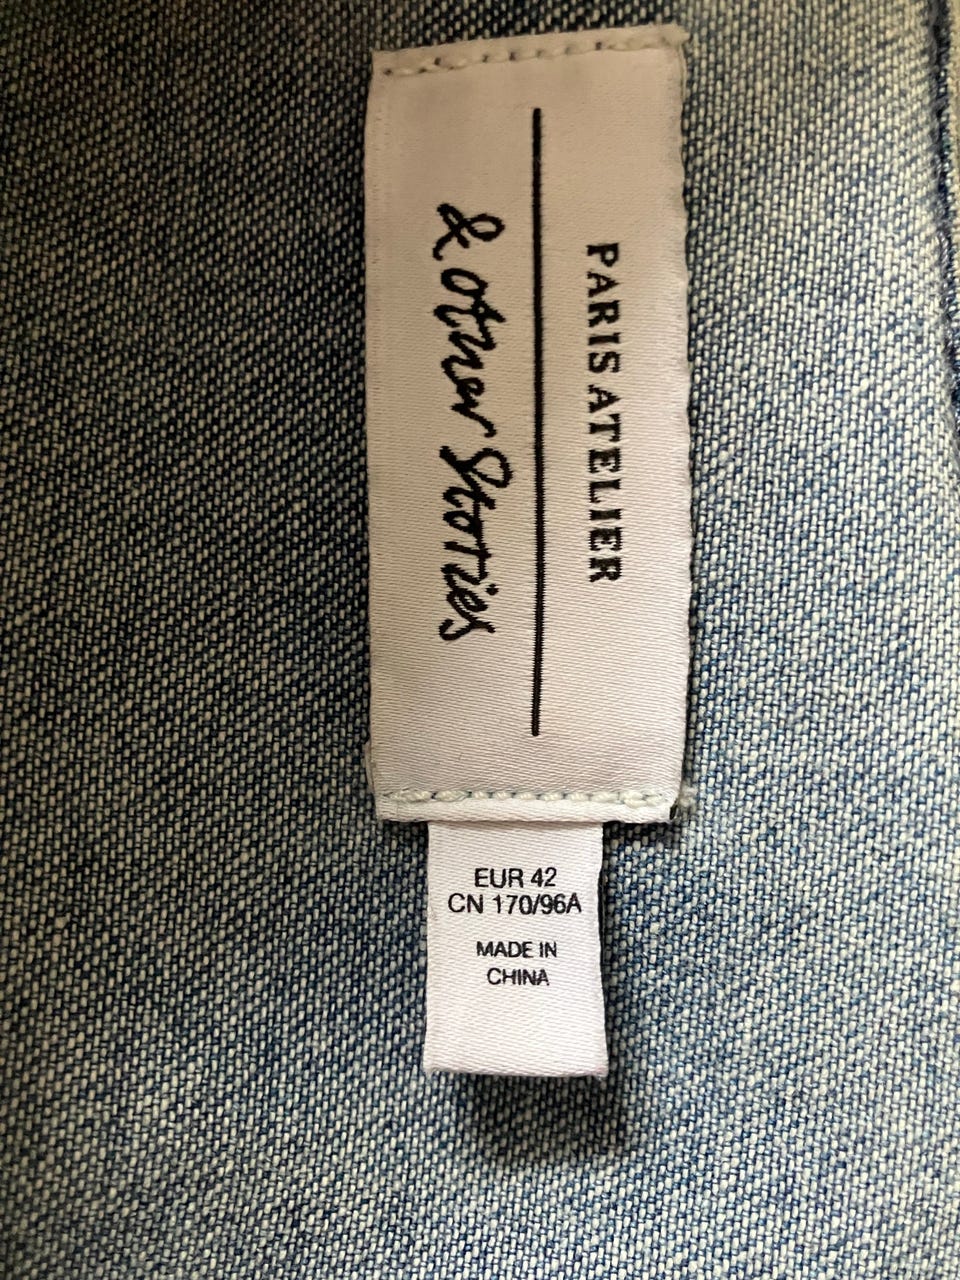 PARIS ATELIER
& other Stories
EUR 42
CN 170/96A
MADE IN
CHINA